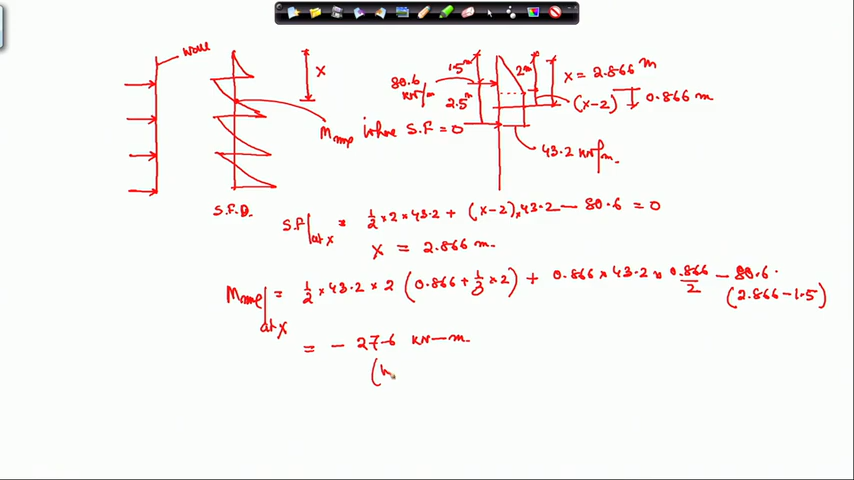 wall
x
1.5m
2m
x = 2.866 m
80.6 kN/m
2.5m
(x-2)
0.866 m
Mmax where S.F = 0
43.2 kN/m.
S.F.D.
S.F|at x = 1/2 × 2 × 43.2 + (x-2) × 43.2 - 80.6 = 0
x = 2.866 m.
Mmax|at x = 1/2 × 43.2 × 2 (0.866 + 1/3 × 2) + 0.866 × 43.2 × 0.866/2 - 80.6. (2.866 - 1.5)
= - 27.6 kN-m.
(